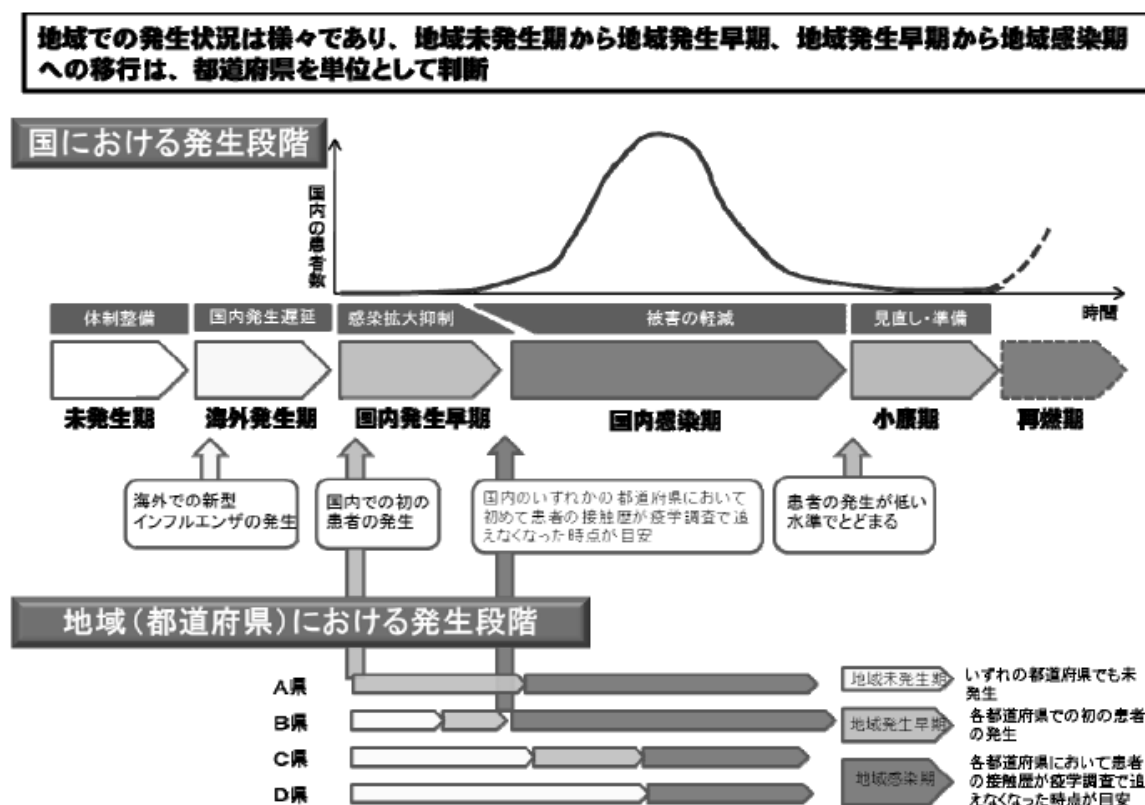 地域での発生状況は様々であり、地域未発生期から地域発生早期、地域発生早期から地域感染期
への移行は、都道府県を単位として判断
国における発生段階
国内の患者数
時間
体制整備
国内発生遅延
感染拡大抑制
被害の軽減
見直し・準備
未発生期
海外発生期
国内発生早期
国内感染期
小康期
再燃期
海外での新型
インフルエンザの発生
国内での初の
患者の発生
国内のいずれかの都道府県において
初めて患者の接触歴が疫学調査で追
えなくなった時点が目安
患者の発生が低い
水準でとどまる
地域(都道府県)における発生段階
A県
B県
C県
D県
地域未発生期
いずれの都道府県でも未
発生
地域発生早期
各都道府県での初の患者
の発生
地域感染期
各都道府県において患者
の接触歴が疫学調査で追
えなくなった時点が目安